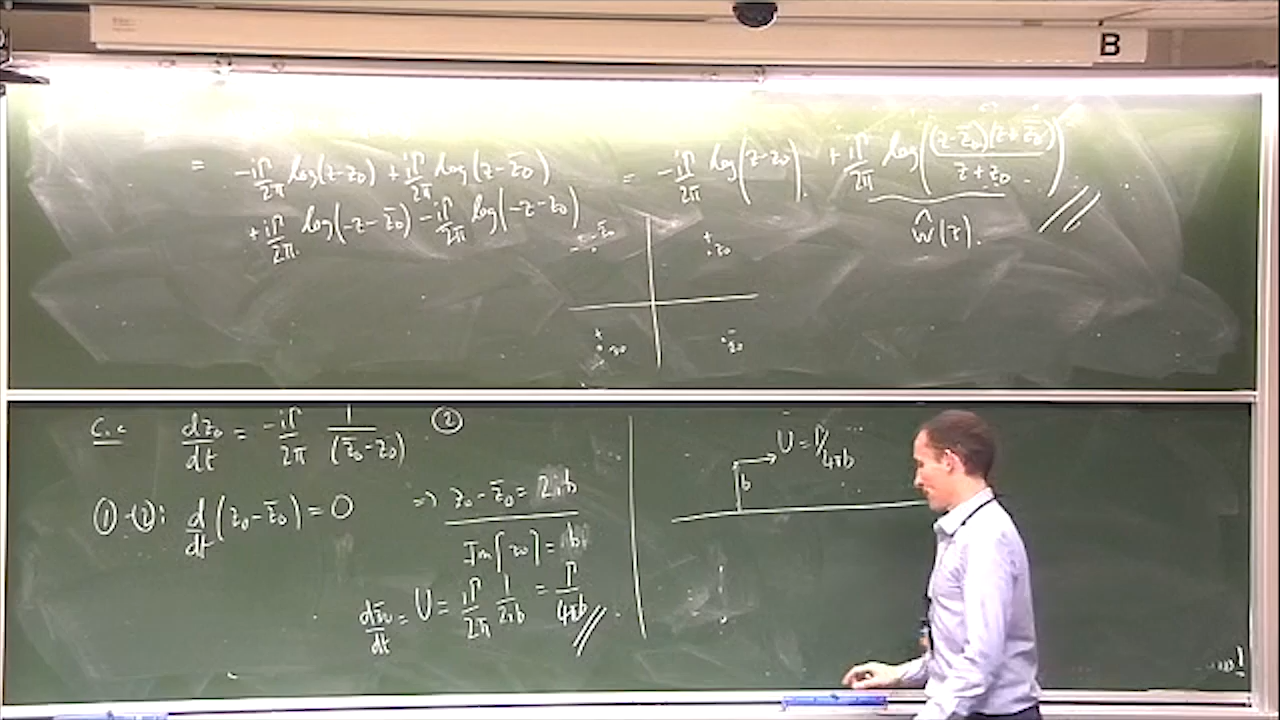 B
= -iΓ/2π log(z-z₀) + iΓ/2π log(z-z̄₀) = -iΓ/2π log(z-z₀) + iΓ/2π log((z-z̄₀)(z+z̄₀)/z+z₀)
+iΓ/2π log(-z-z̄₀) -iΓ/2π log(-z-z₀)
ŵ(z).
- -z̄₀
+ z₀
+ -z₀
- z̄₀
C.c dz₀/dt = -iΓ/2π 1/(z̄₀-z₀) ②
①-②: d/dt (z₀-z̄₀) = 0 => z₀-z̄₀ = 2ib
Im[z₀] = b
dz̄₀/dt = U = iΓ/2π 1/2ib = Γ/4πb
U = Γ/4πb
b